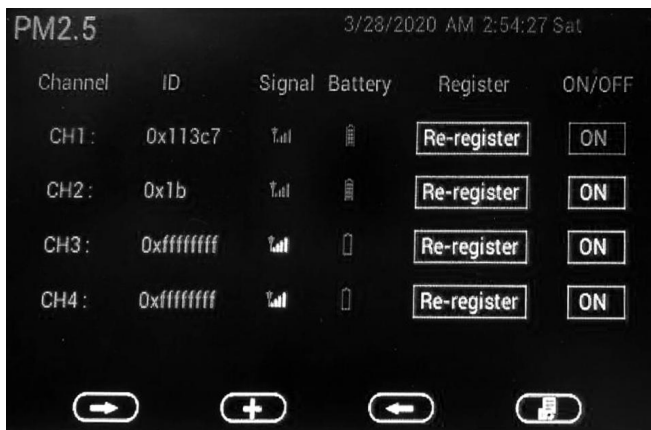 PM2.5 3/28/2020 AM 2:54:27 Sat
Channel ID Signal Battery Register ON/OFF
CH1: 0x113c7 Re-register ON
CH2: 0x1b Re-register ON
CH3: 0xffffffff Re-register ON
CH4: 0xffffffff Re-register ON